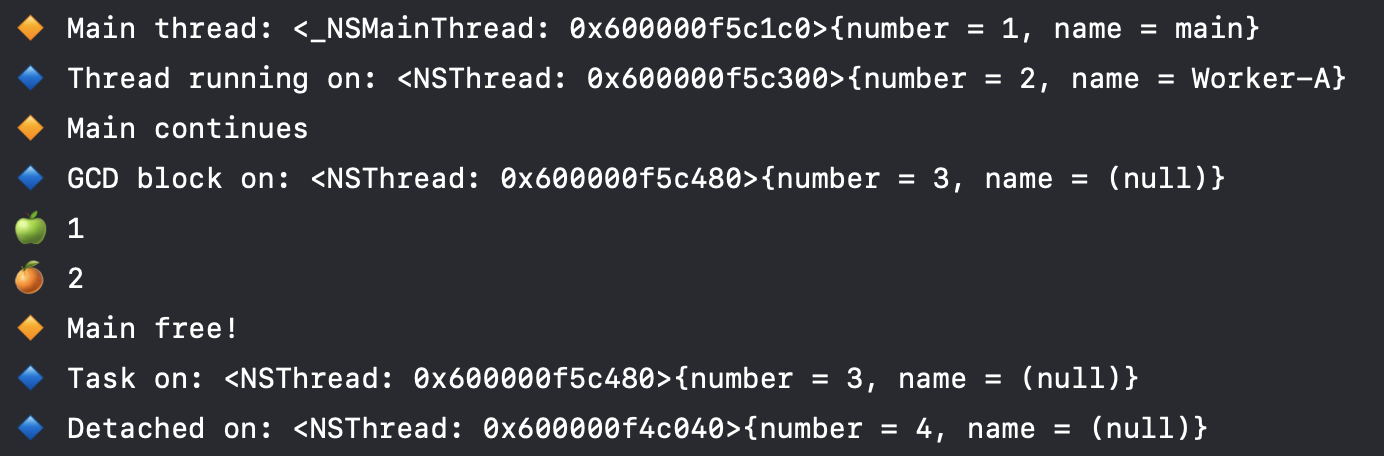 🔶 Main thread: <_NSMainThread: 0x600000f5c1c0>{number = 1, name = main}
🔷 Thread running on: <NSThread: 0x600000f5c300>{number = 2, name = Worker-A}
🔶 Main continues
🔷 GCD block on: <NSThread: 0x600000f5c480>{number = 3, name = (null)}
🍏 1
🍊 2
🔶 Main free!
🔷 Task on: <NSThread: 0x600000f5c480>{number = 3, name = (null)}
🔷 Detached on: <NSThread: 0x600000f4c040>{number = 4, name = (null)}